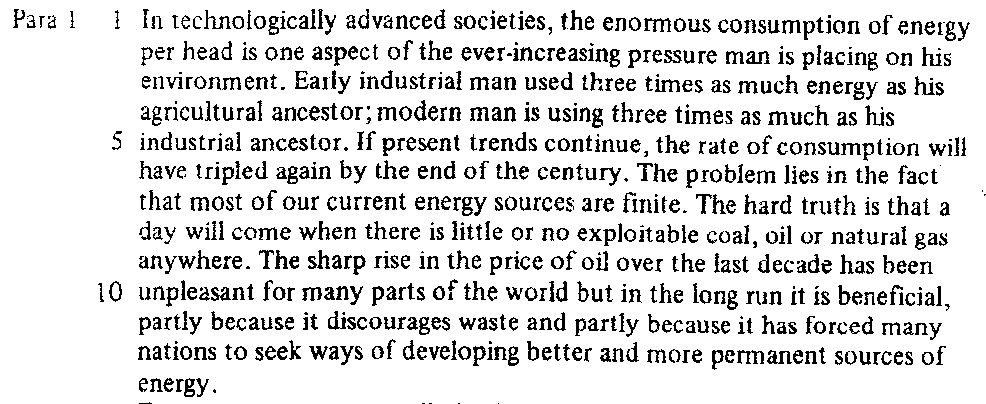 Para 1 1 In technologically advanced societies, the enormous consumption of energy
per head is one aspect of the ever-increasing pressure man is placing on his
environment. Early industrial man used three times as much energy as his
agricultural ancestor; modern man is using three times as much as his
5 industrial ancestor. If present trends continue, the rate of consumption will
have tripled again by the end of the century. The problem lies in the fact
that most of our current energy sources are finite. The hard truth is that a
day will come when there is little or no exploitable coal, oil or natural gas
anywhere. The sharp rise in the price of oil over the last decade has been
10 unpleasant for many parts of the world but in the long run it is beneficial,
partly because it discourages waste and partly because it has forced many
nations to seek ways of developing better and more permanent sources of
energy.